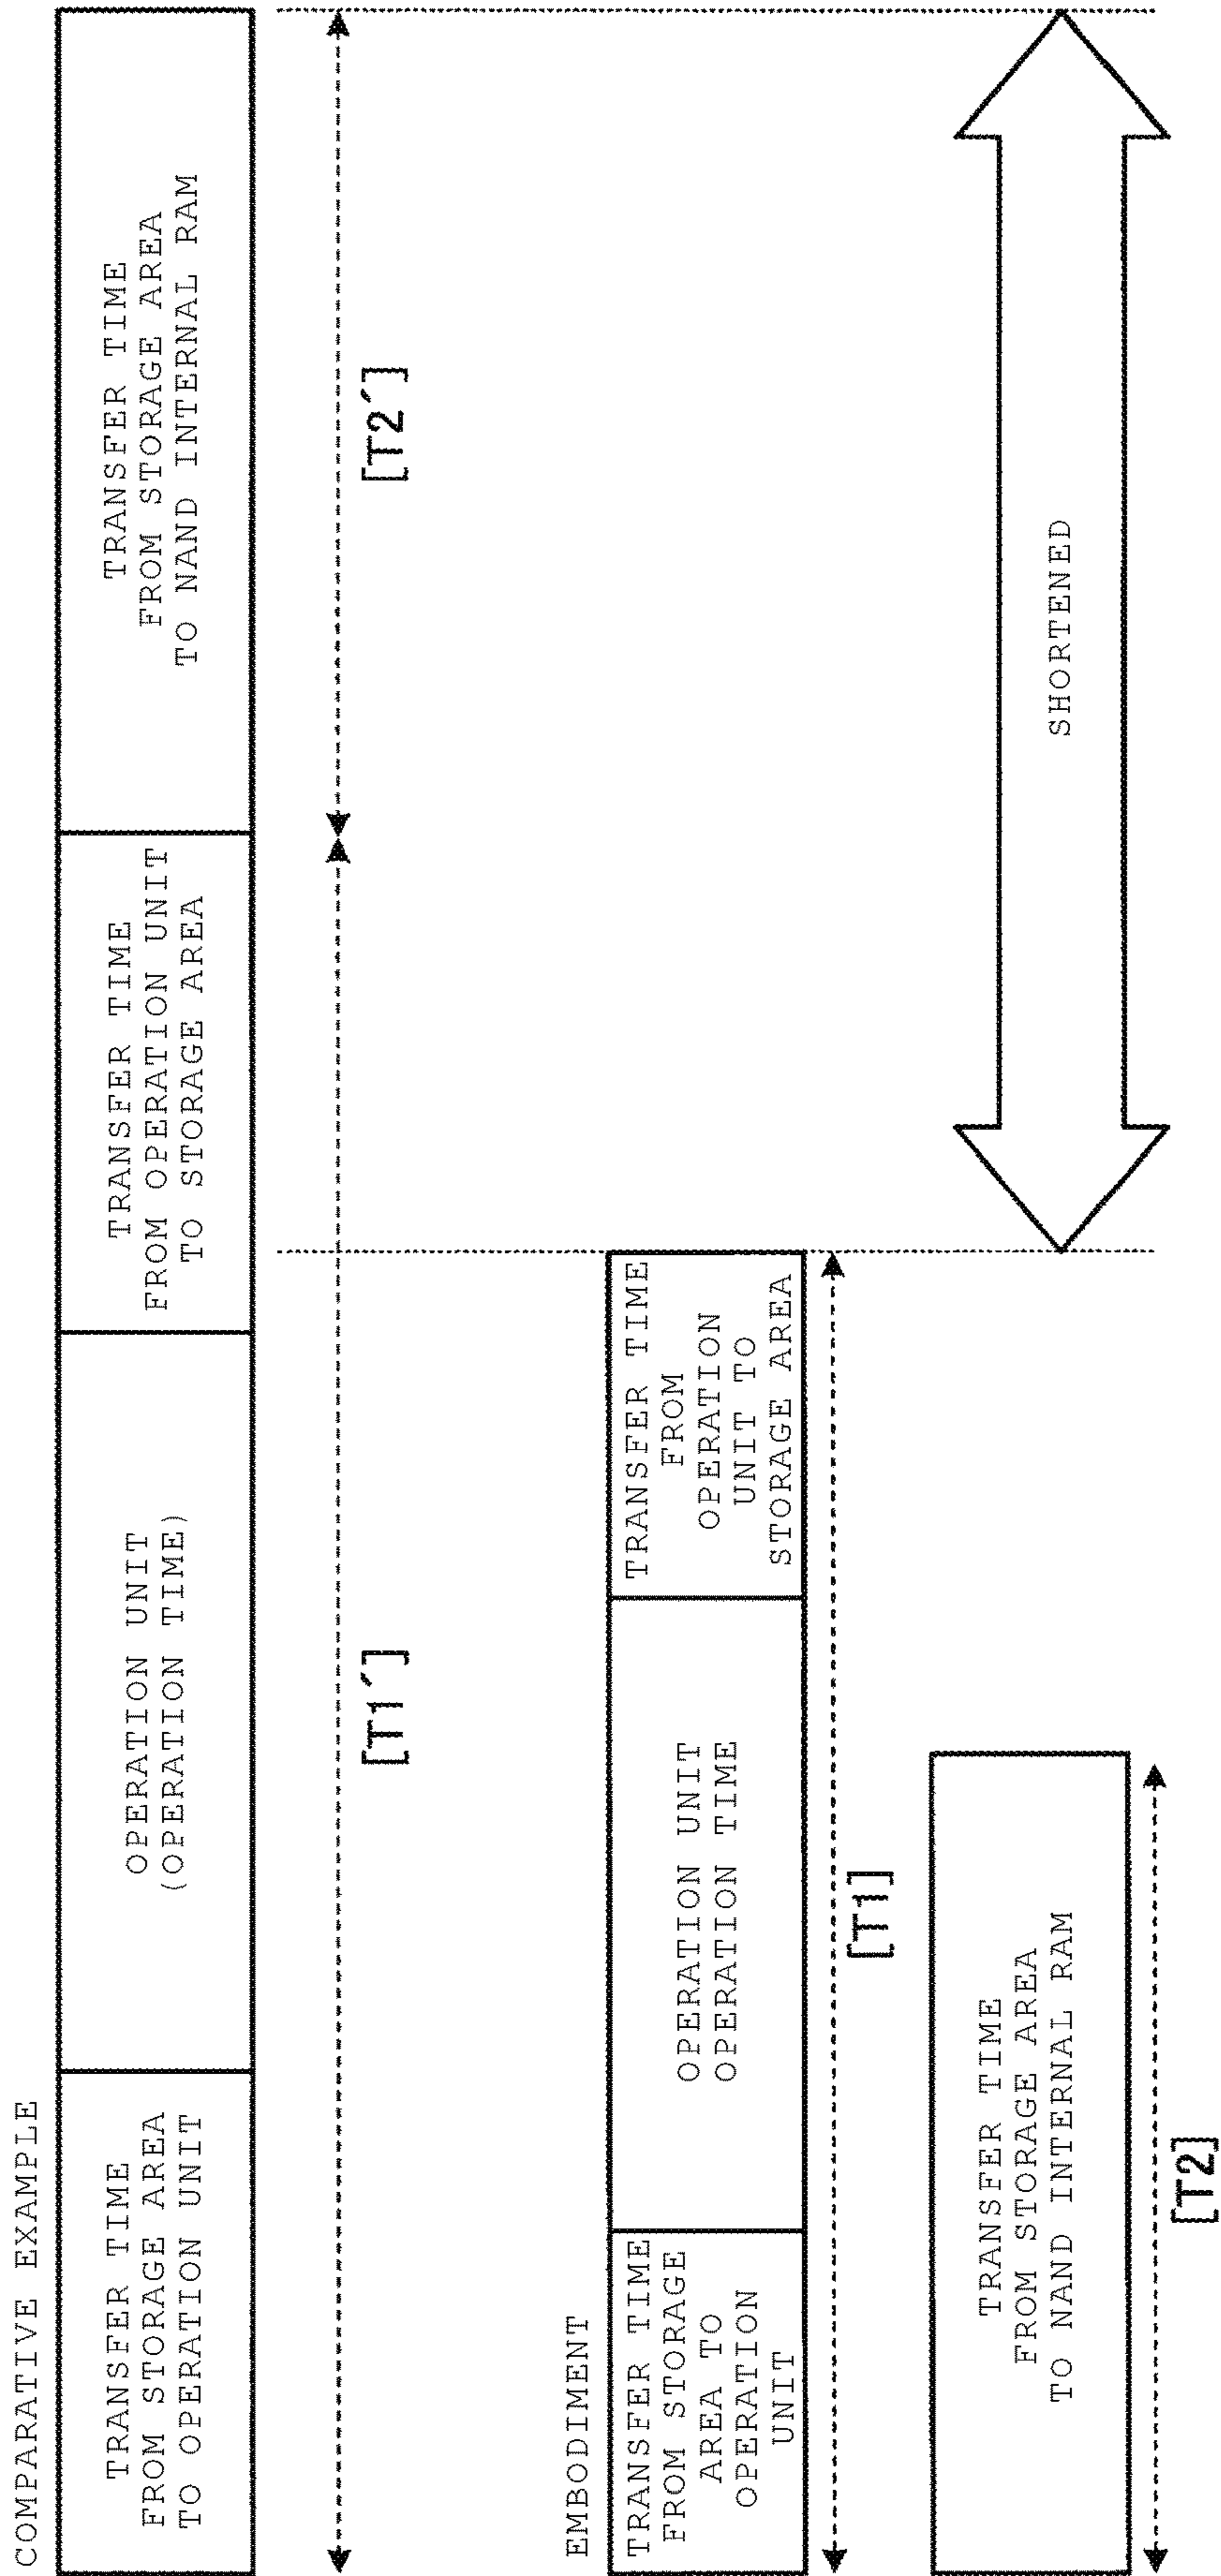 COMPARATIVE EXAMPLE
TRANSFER TIME
FROM STORAGE AREA
TO OPERATION UNIT
OPERATION UNIT
(OPERATION TIME)
TRANSFER TIME
FROM OPERATION UNIT
TO STORAGE AREA
TRANSFER TIME
FROM STORAGE AREA
TO NAND INTERNAL RAM
[T1´]
[T2´]
EMBODIMENT
TRANSFER TIME
FROM STORAGE
AREA TO
OPERATION
UNIT
OPERATION UNIT
OPERATION TIME
TRANSFER TIME
FROM
OPERATION
UNIT TO
STORAGE AREA
[T1]
TRANSFER TIME
FROM STORAGE AREA
TO NAND INTERNAL RAM
[T2]
SHORTENED